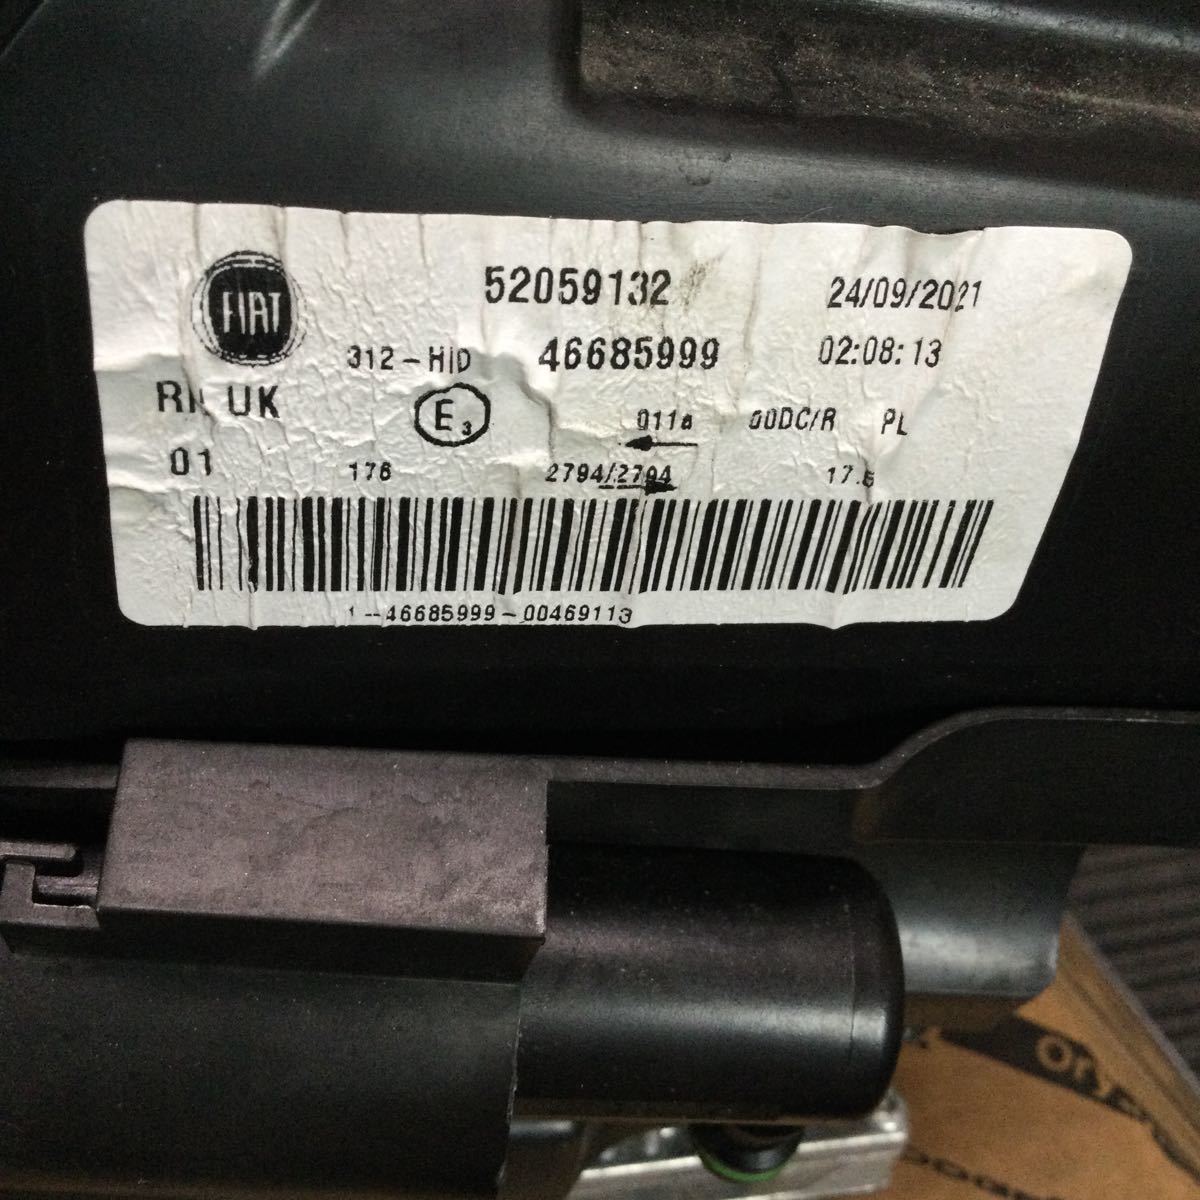 FIAT
52059132 24/09/2021
312-HID 46685999 02:08:13
UK
E3 011a 00DC/R PL
01 176 2794/2794
1--46685999-00469113